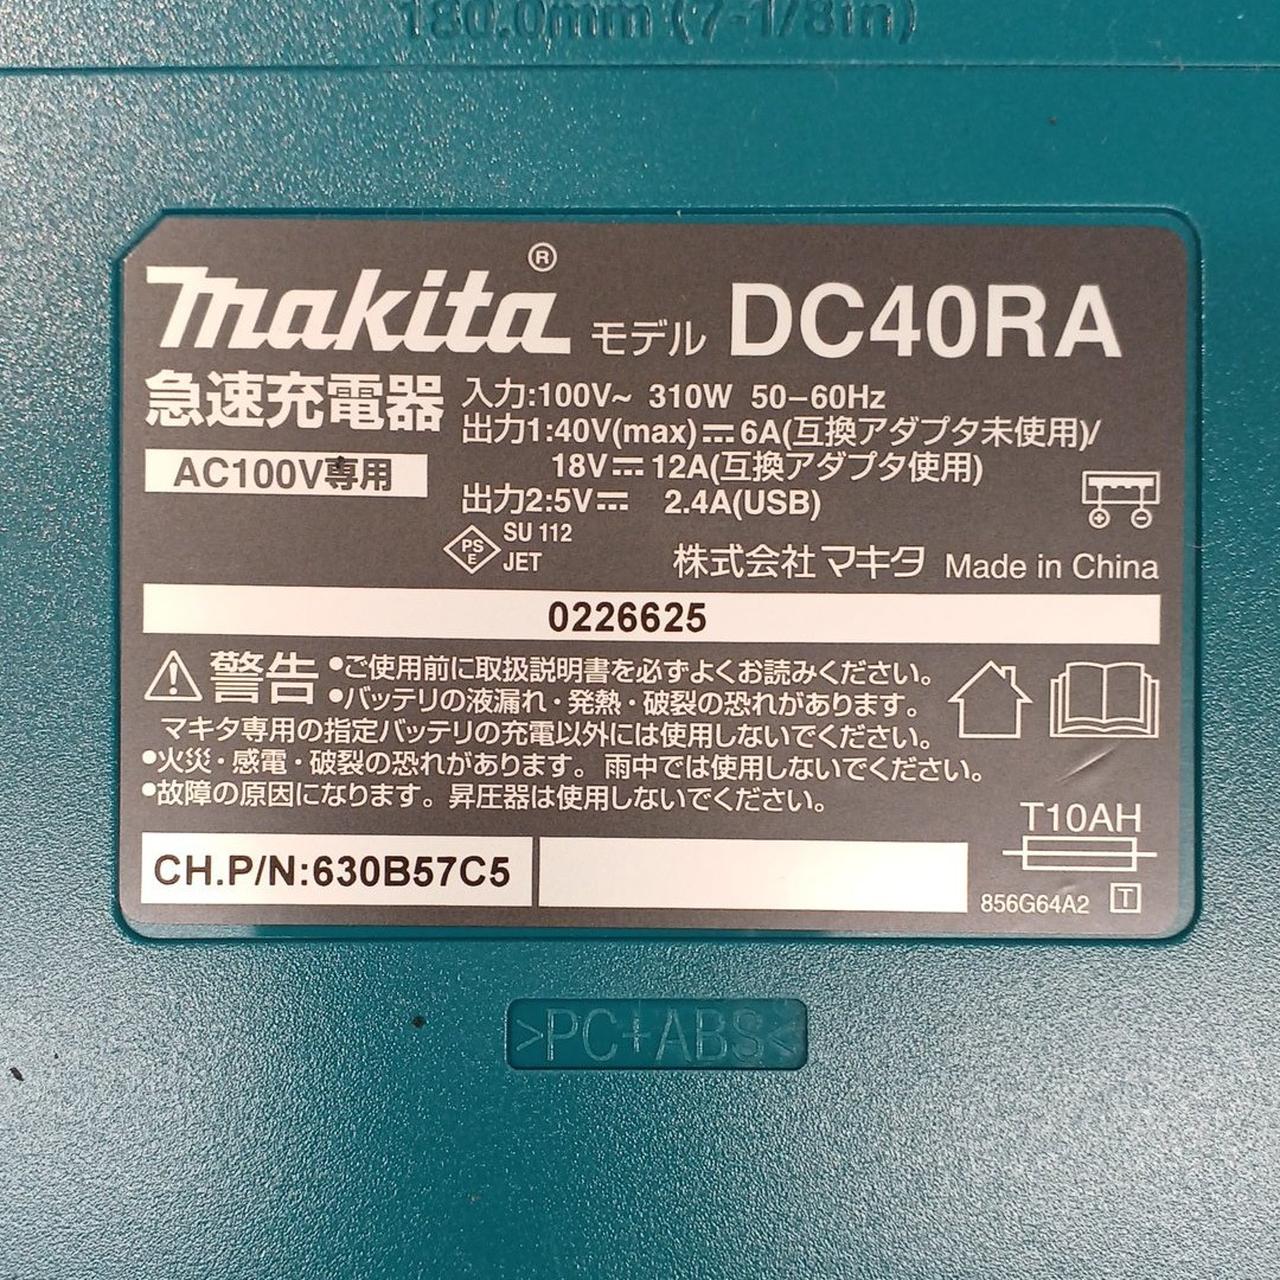 180.0mm (7-1/8in)
makita® モデル DC40RA
急速充電器
AC100V専用
入力:100V~ 310W 50–60Hz
出力1:40V(max)⎓6A(互換アダプタ未使用)/
18V⎓12A(互換アダプタ使用)
出力2:5V⎓ 2.4A(USB)
PS
E
SU 112
JET
株式会社マキタ Made in China
0226625
警告
•ご使用前に取扱説明書を必ずよくお読みください。
•バッテリの液漏れ・発熱・破裂の恐れがあります。
マキタ専用の指定バッテリの充電以外には使用しないでください。
•火災・感電・破裂の恐れがあります。雨中では使用しないでください。
•故障の原因になります。昇圧器は使用しないでください。
T10AH
CH.P/N:630B57C5
856G64A2 T
>PC+ABS<